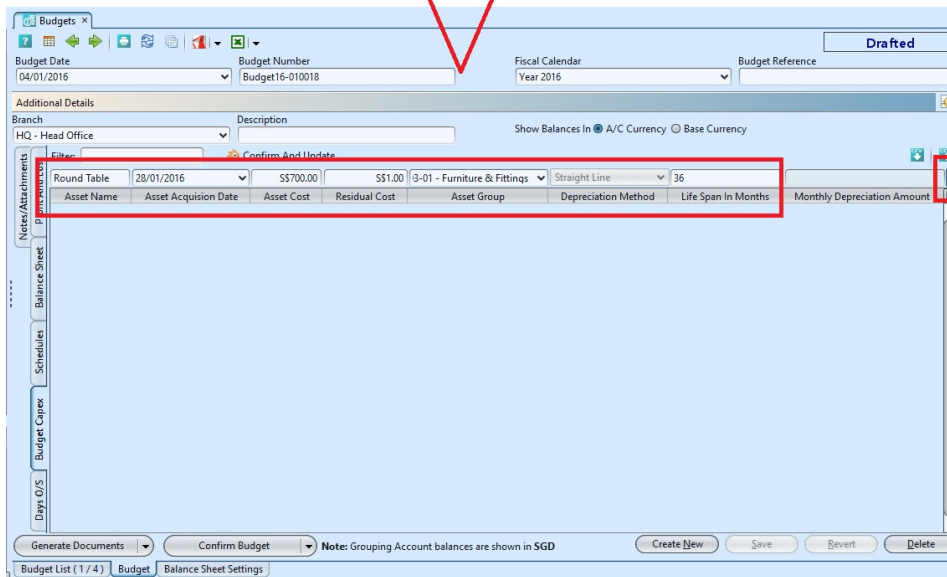 Budgets ×
Drafted
Budget Date Budget Number Fiscal Calendar Budget Reference
04/01/2016 Budget16-010018 Year 2016
Additional Details
Branch Description
HQ - Head Office Show Balances In A/C Currency Base Currency
Notes/Attachments
Balance Sheet
Schedules
Budget Capex
Days O/S
Filter: Confirm And Update
Round Table 28/01/2016 S$700.00 S$1.00 G-01 - Furniture & Fittings Straight Line 36
Asset Name Asset Acquisition Date Asset Cost Residual Cost Asset Group Depreciation Method Life Span In Months Monthly Depreciation Amount
Generate Documents Confirm Budget Note: Grouping Account balances are shown in SGD Create New Save Revert Delete
Budget List ( 1 / 4 ) Budget Balance Sheet Settings